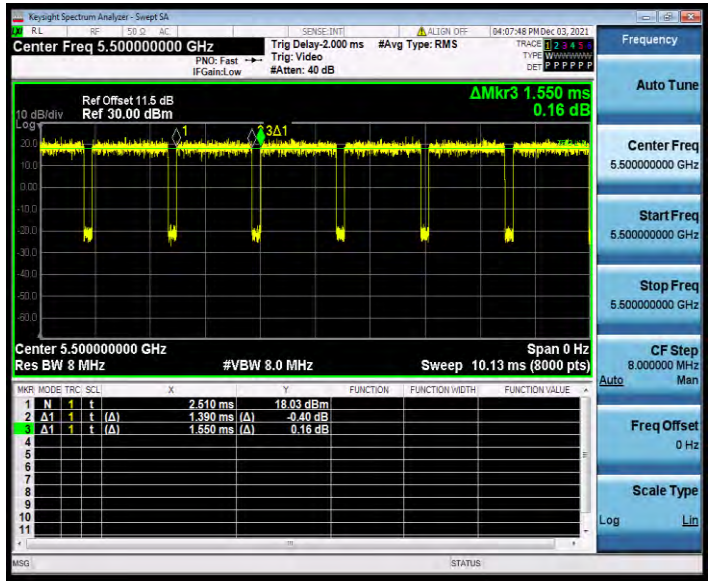 Keysight Spectrum Analyzer - Swept SA
RL RF 50 Ω AC SENSE:INT ALIGN OFF 04:07:48 PM Dec 03, 2021
Center Freq 5.500000000 GHz
PNO: Fast
IFGain:Low
Trig Delay-2.000 ms
Trig: Video
#Atten: 40 dB
#Avg Type: RMS
TRACE 1 2 3 4 5 6
TYPE WWWWWW
DET P P P P P P
Frequency
Auto Tune
Center Freq
5.500000000 GHz
Start Freq
5.500000000 GHz
Stop Freq
5.500000000 GHz
CF Step
8.000000 MHz
Auto Man
Freq Offset
0 Hz
Scale Type
Log Lin
ΔMkr3 1.550 ms
0.16 dB
Ref Offset 11.5 dB
10 dB/div Ref 30.00 dBm
Log
1 3Δ1
20.0
10.0
0.00
-10.0
-20.0
-30.0
-40.0
-50.0
-60.0
Center 5.500000000 GHz Span 0 Hz
Res BW 8 MHz #VBW 8.0 MHz Sweep 10.13 ms (8000 pts)
MKR MODE TRC SCL X Y FUNCTION FUNCTION WIDTH FUNCTION VALUE
1 N 1 t 2.510 ms 18.03 dBm
2 Δ1 1 t (Δ) 1.390 ms (Δ) -0.40 dB
3 Δ1 1 t (Δ) 1.550 ms (Δ) 0.16 dB
4
5
6
7
8
9
10
11
MSG STATUS